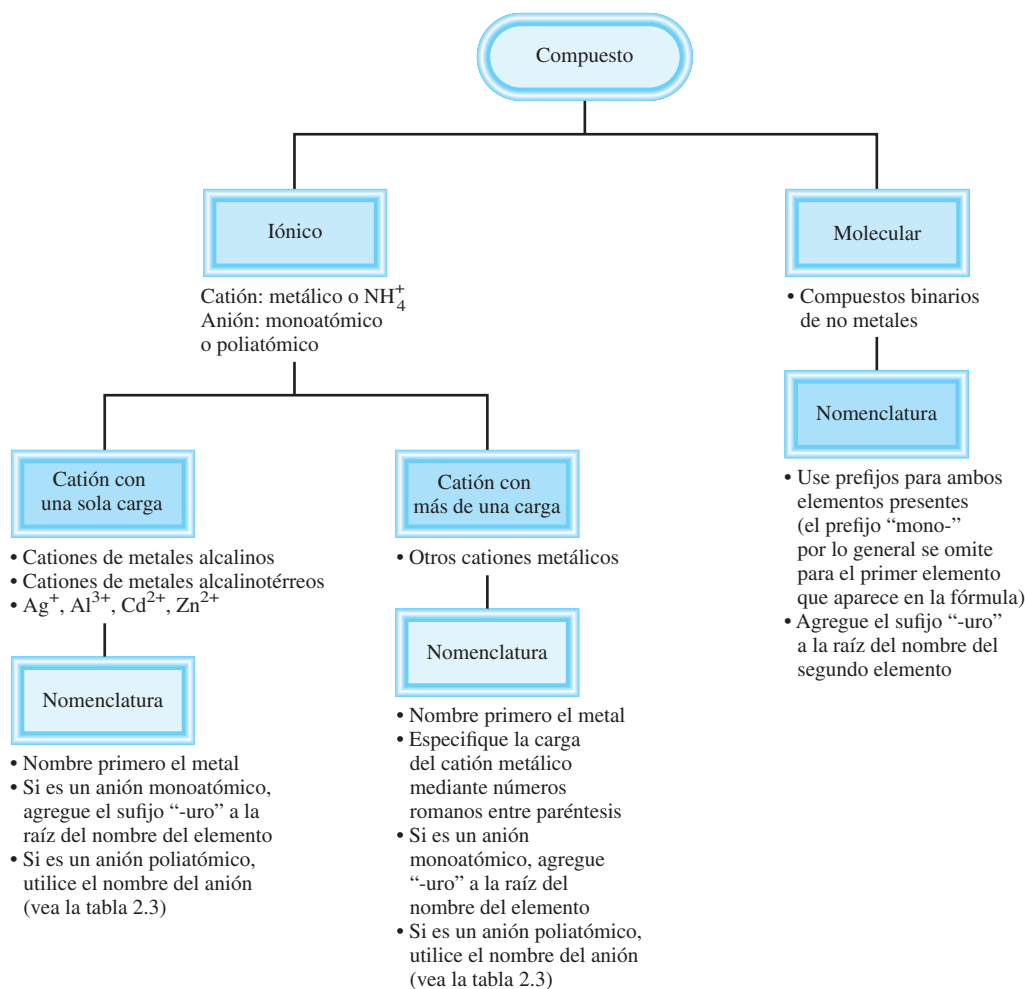 Compuesto
Iónico
Catión: metálico o NH₄⁺
Anión: monoatómico
o poliatómico
Catión con
una sola carga
• Cationes de metales alcalinos
• Cationes de metales alcalinotérreos
• Ag⁺, Al³⁺, Cd²⁺, Zn²⁺
Nomenclatura
• Nombre primero el metal
• Si es un anión monoatómico,
agregue el sufijo “-uro” a la
raíz del nombre del elemento
• Si es un anión poliatómico,
utilice el nombre del anión
(vea la tabla 2.3)
Catión con
más de una carga
• Otros cationes metálicos
Nomenclatura
• Nombre primero el metal
• Especifique la carga
del catión metálico
mediante números
romanos entre paréntesis
• Si es un anión
monoatómico, agregue
“-uro” a la raíz del
nombre del elemento
• Si es un anión poliatómico,
utilice el nombre del anión
(vea la tabla 2.3)
Molecular
• Compuestos binarios
de no metales
Nomenclatura
• Use prefijos para ambos
elementos presentes
(el prefijo “mono-”
por lo general se omite
para el primer elemento
que aparece en la fórmula)
• Agregue el sufijo “-uro”
a la raíz del nombre del
segundo elemento